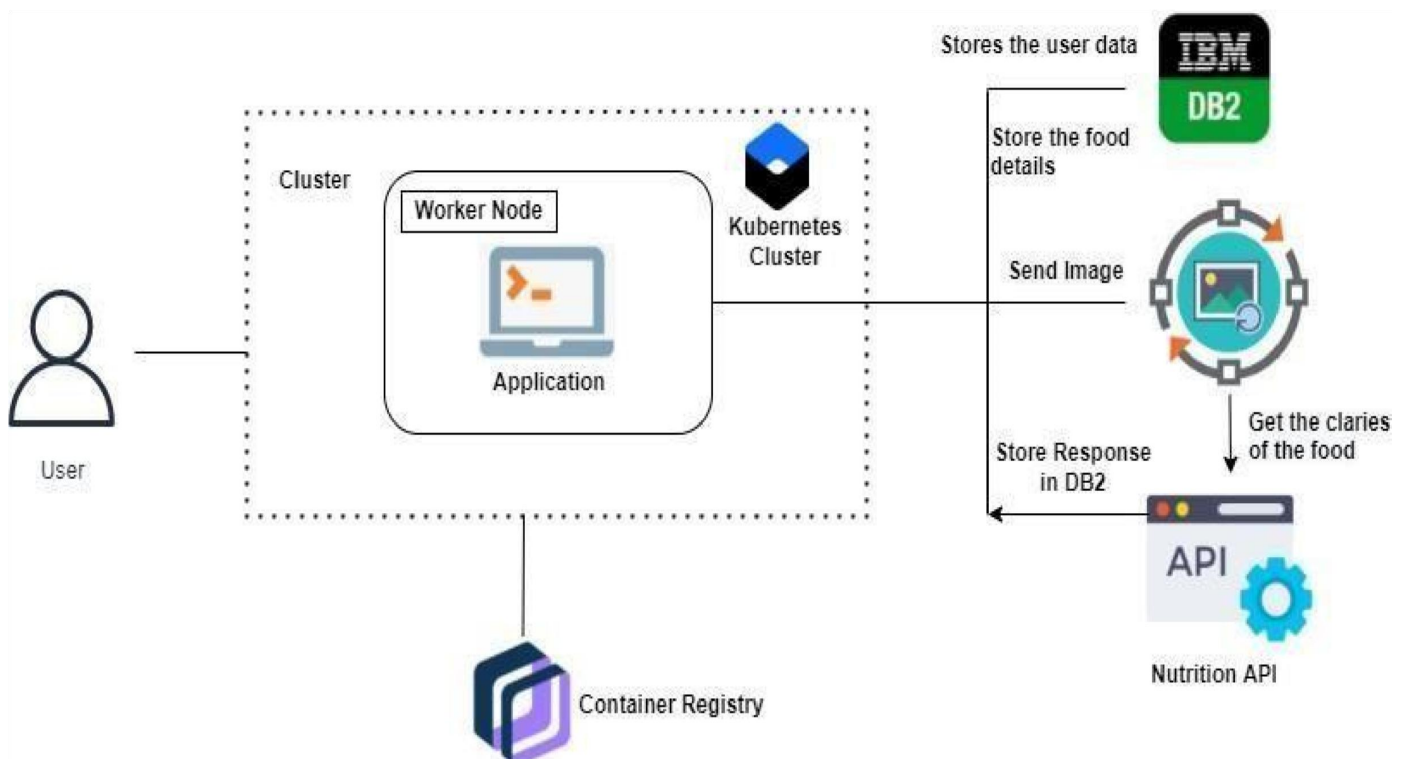 Stores the user data
IBM
DB2
Store the food
details
Cluster
Worker Node
Kubernetes
Cluster
Send Image
Application
User
Get the claries
of the food
Store Response
in DB2
API
Nutrition API
Container Registry